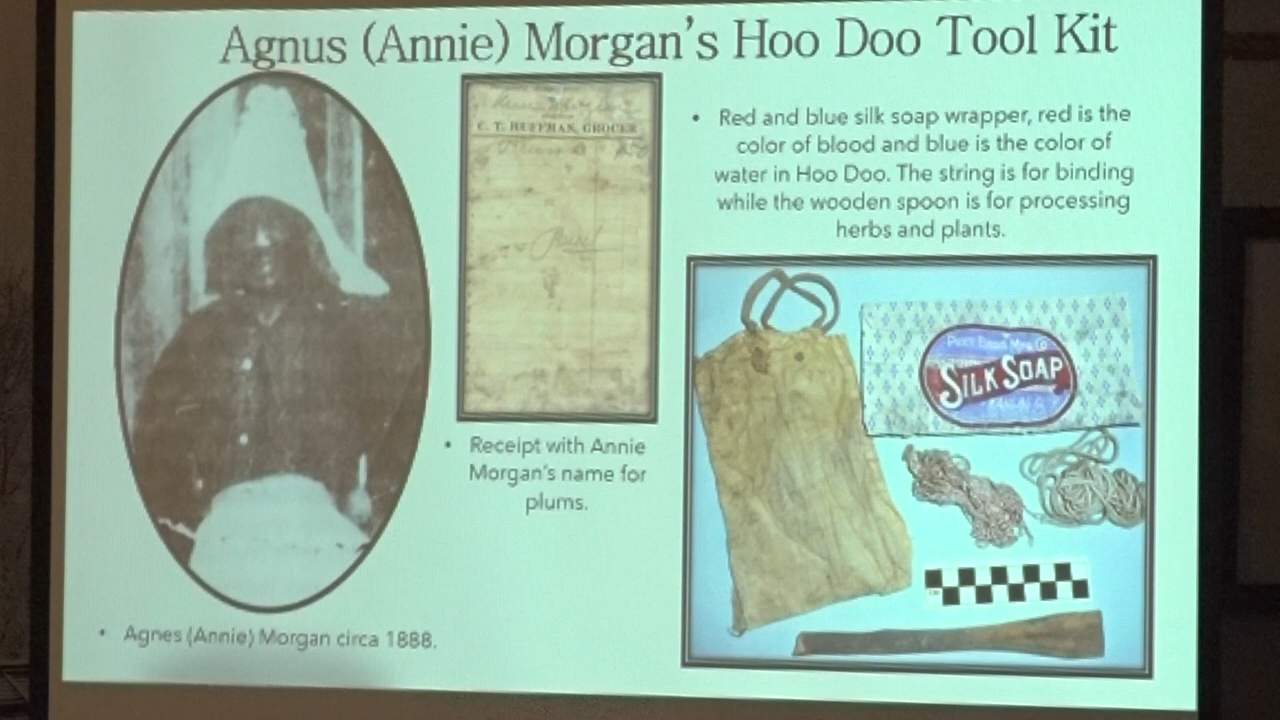 Agnus (Annie) Morgan's Hoo Doo Tool Kit
C. T. HUFFMAN, GROCER
• Receipt with Annie
Morgan's name for
plums.
• Agnes (Annie) Morgan circa 1888.
• Red and blue silk soap wrapper, red is the
color of blood and blue is the color of
water in Hoo Doo. The string is for binding
while the wooden spoon is for processing
herbs and plants.
SILK SOAP